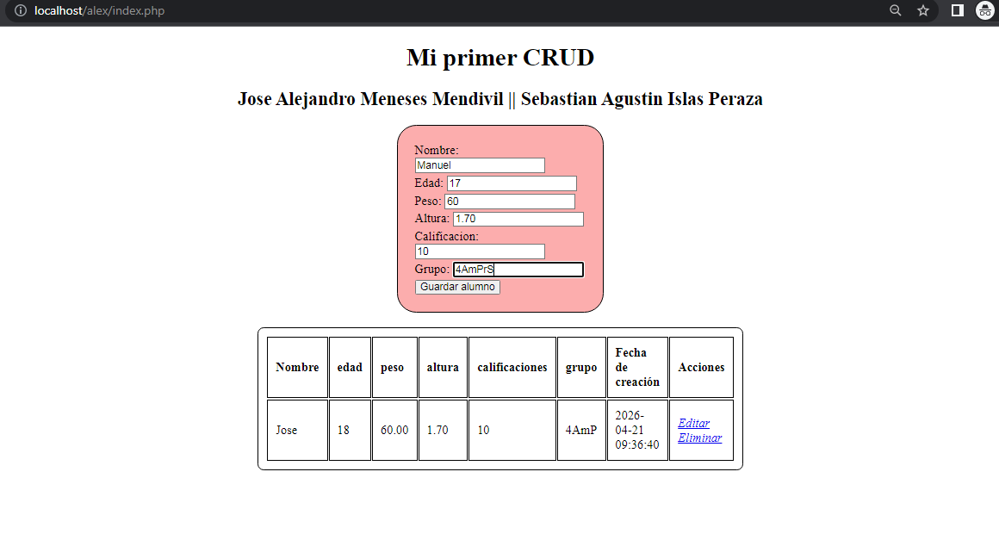 localhost/alex/index.php
Mi primer CRUD
Jose Alejandro Meneses Mendivil || Sebastian Agustin Islas Peraza
Nombre:
Manuel
Edad: 17
Peso: 60
Altura: 1.70
Calificacion:
10
Grupo: 4AmPrS
Guardar alumno
Nombre edad peso altura calificaciones grupo Fecha de creación Acciones
Jose 18 60.00 1.70 10 4AmP 2026-04-21 09:36:40 Editar Eliminar